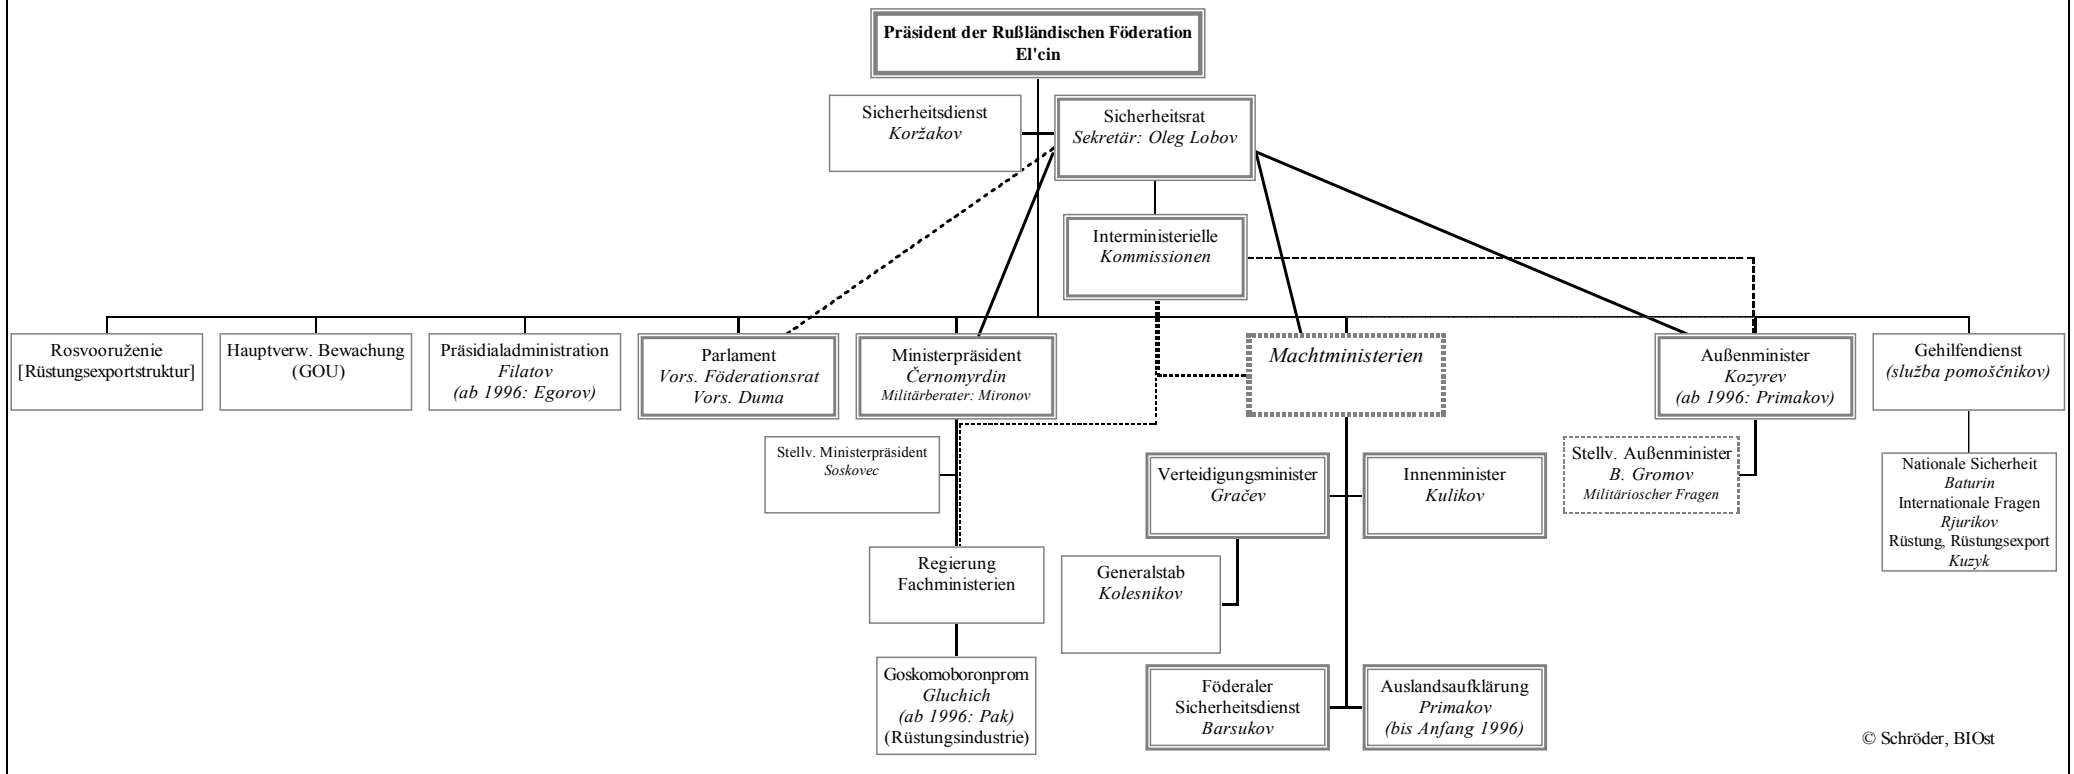 Präsident der Rußländischen Föderation
El'cin
Sicherheitsdienst
Koržakov
Sicherheitsrat
Sekretär: Oleg Lobov
Interministerielle
Kommissionen
Rosvooruženie
[Rüstungsexportstruktur]
Hauptverw. Bewachung
(GOU)
Präsidialadministration
Filatov
(ab 1996: Egorov)
Parlament
Vors. Föderationsrat
Vors. Duma
Ministerpräsident
Černomyrdin
Militärberater: Mironov
Machtministerien
Außenminister
Kozyrev
(ab 1996: Primakov)
Gehilfendienst
(služba pomoščnikov)
Stellv. Ministerpräsident
Soskovec
Verteidigungsminister
Gračev
Innenminister
Kulikov
Stellv. Außenminister
B. Gromov
Militärioscher Fragen
Nationale Sicherheit
Baturin
Internationale Fragen
Rjurikov
Rüstung, Rüstungsexport
Kuzyk
Regierung
Fachministerien
Generalstab
Kolesnikov
Goskomoboronprom
Gluchich
(ab 1996: Pak)
(Rüstungsindustrie)
Föderaler
Sicherheitsdienst
Barsukov
Auslandsaufklärung
Primakov
(bis Anfang 1996)
© Schröder, BIOst